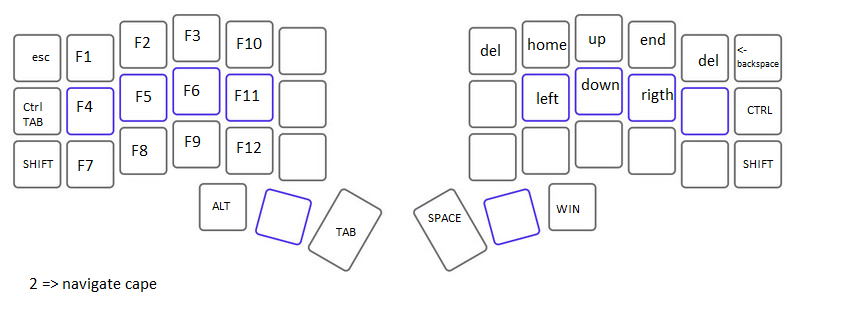 esc F1 F2 F3 F10 del home up end del <- backspace
Ctrl TAB F4 F5 F6 F11 left down rigth CTRL
SHIFT F7 F8 F9 F12 SHIFT
ALT TAB SPACE WIN
2 => navigate cape